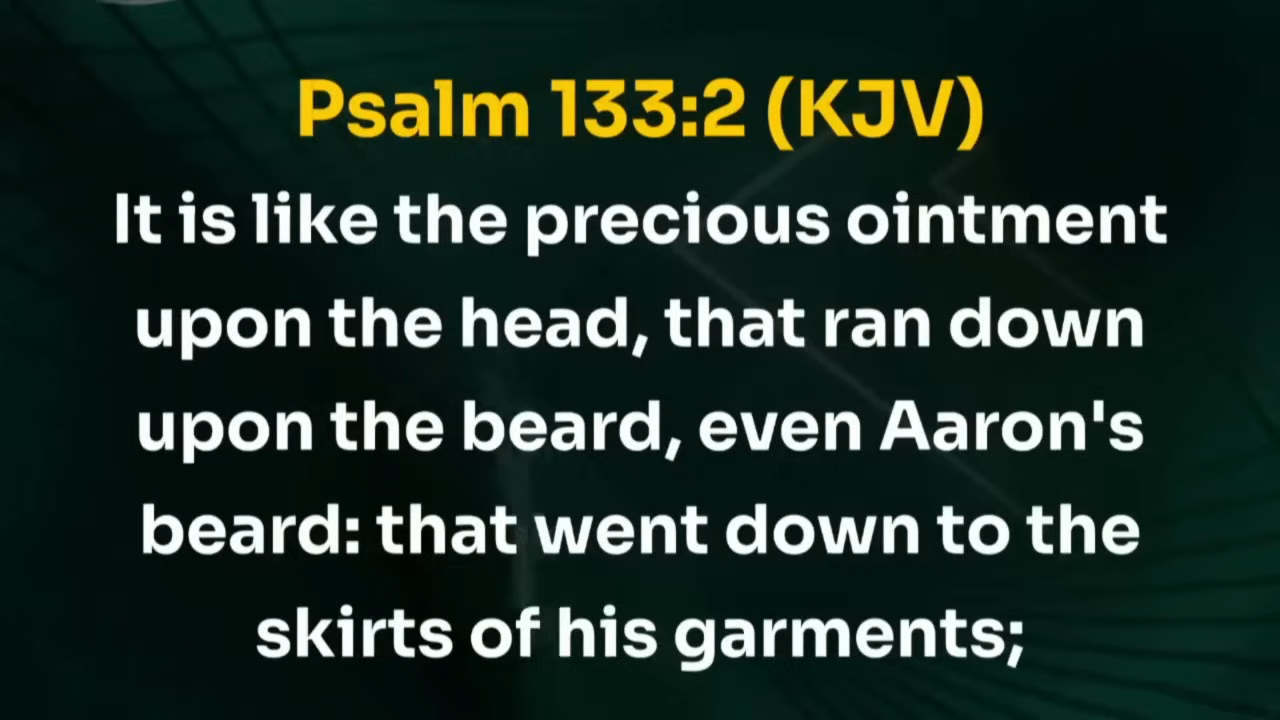 Psalm 133:2 (KJV)
It is like the precious ointment
upon the head, that ran down
upon the beard, even Aaron's
beard: that went down to the
skirts of his garments;